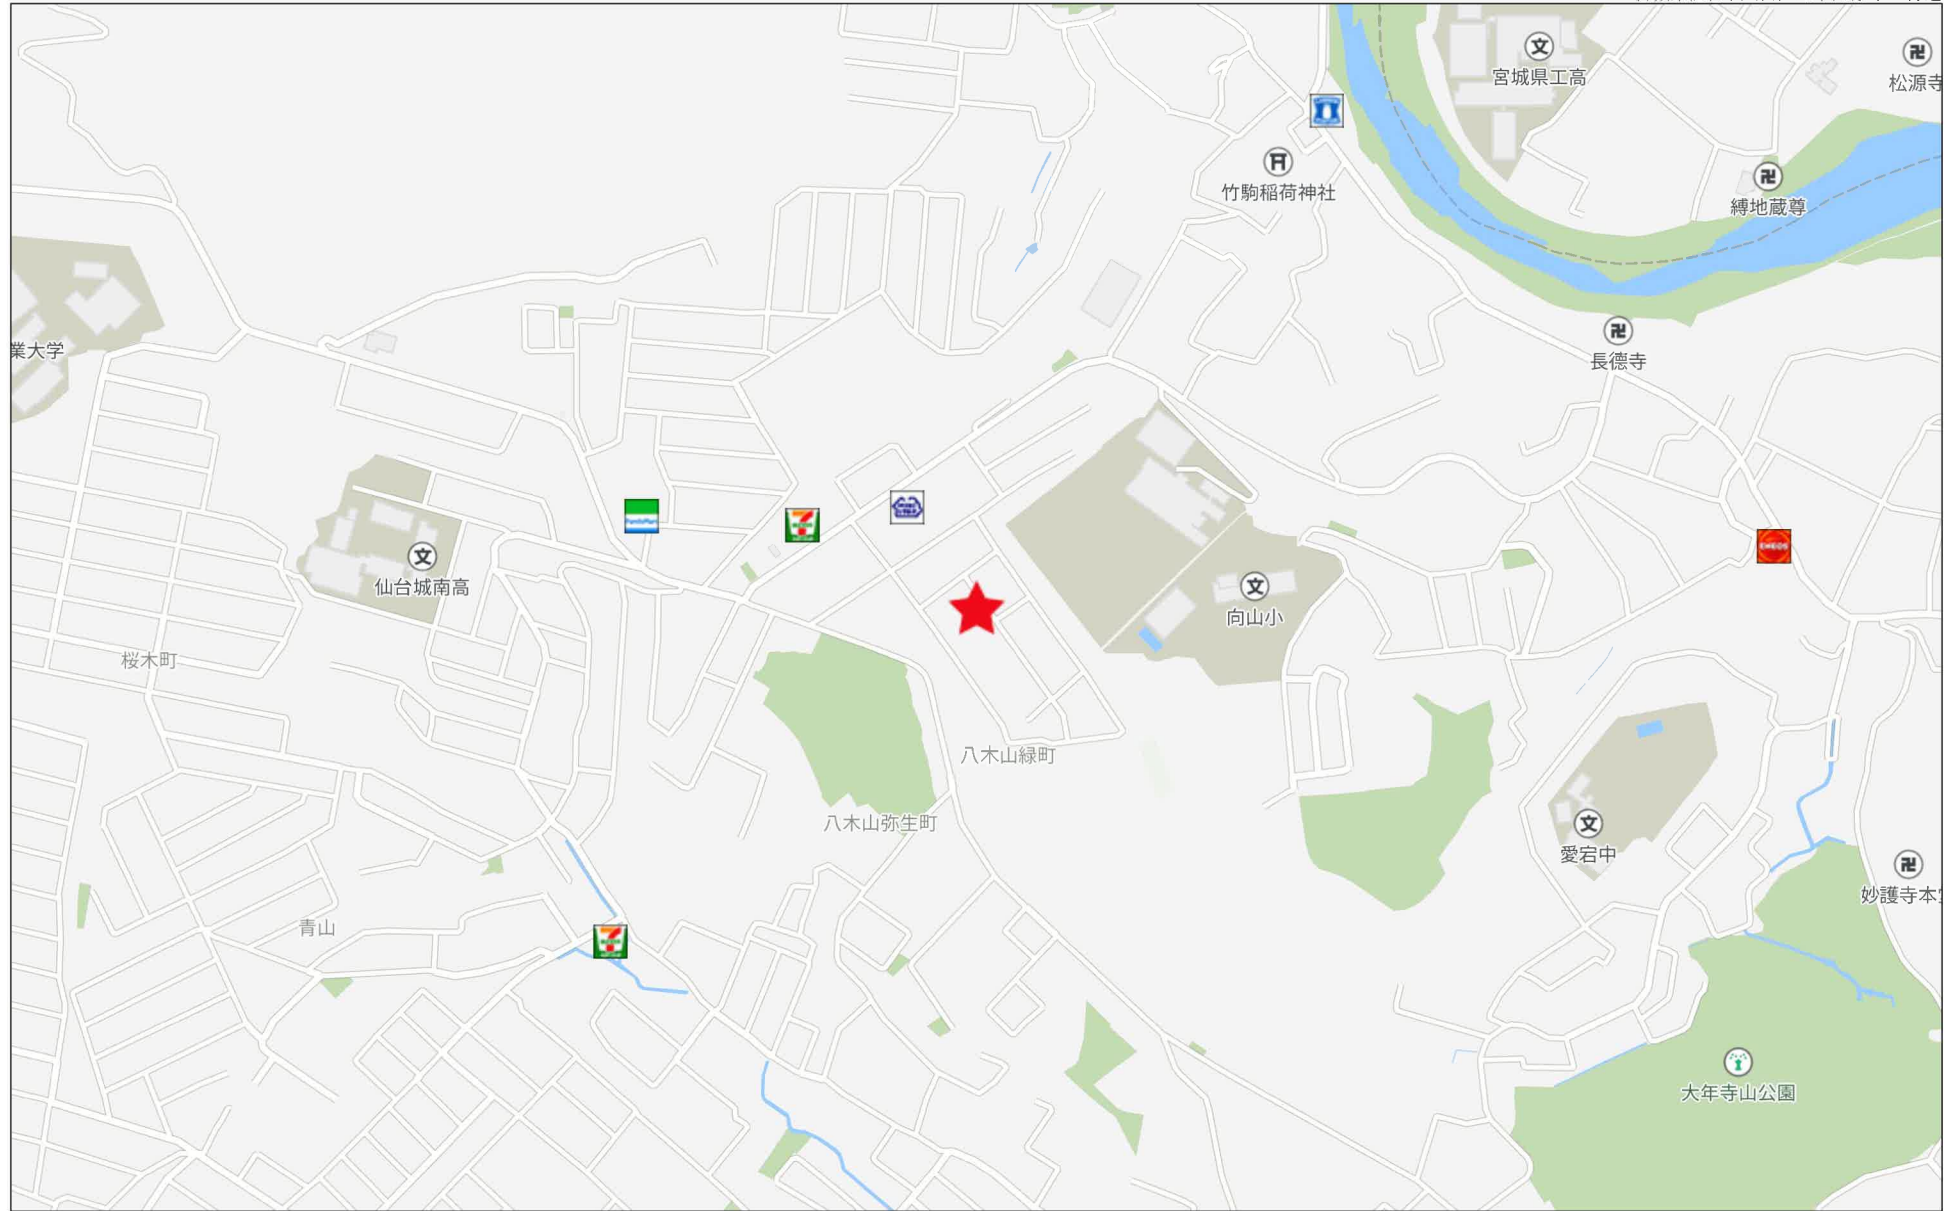 宮城県工高
松源寺
竹駒稲荷神社
縛地蔵尊
業大学
長徳寺
FamilyMart
ENEOS
仙台城南高
向山小
桜木町
八木山緑町
八木山弥生町
愛宕中
妙護寺本
青山
大年寺山公園